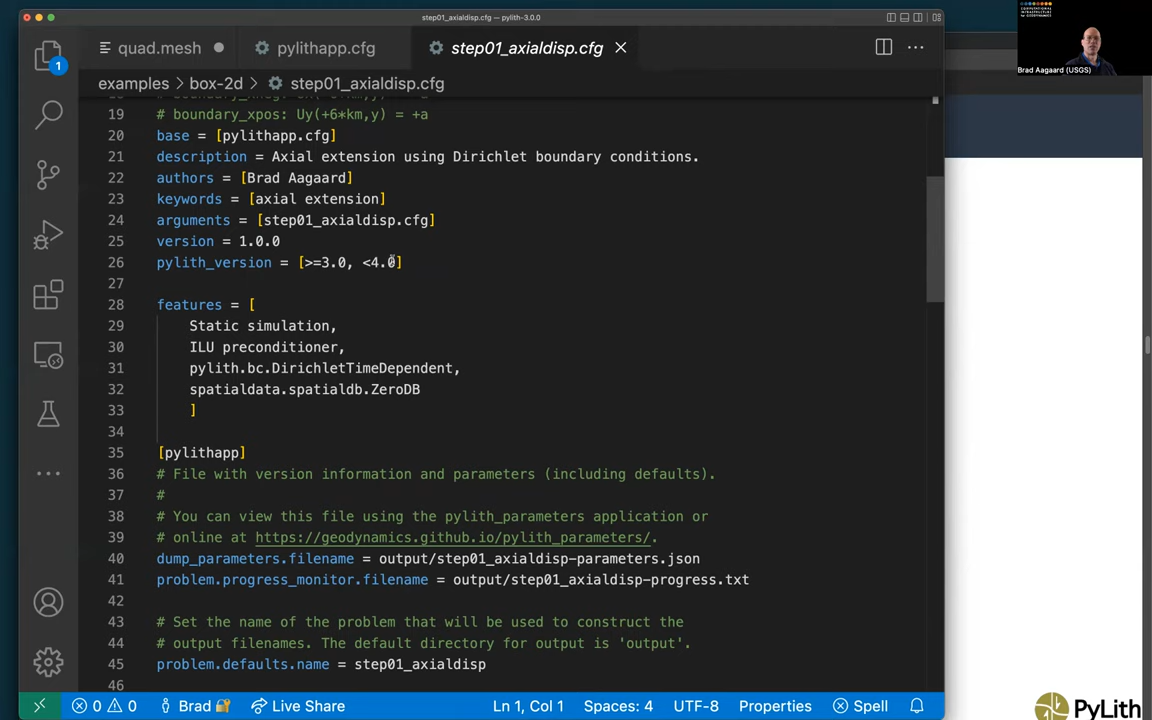 step01_axialdisp.cfg — pylith-3.0.0
COMPUTATIONAL
INFRASTRUCTURE
for GEODYNAMICS
Brad Aagaard (USGS)
quad.mesh
pylithapp.cfg
step01_axialdisp.cfg
examples > box-2d > step01_axialdisp.cfg
1
19 # boundary_xpos: Uy(+6*km,y) = +a
20 base = [pylithapp.cfg]
21 description = Axial extension using Dirichlet boundary conditions.
22 authors = [Brad Aagaard]
23 keywords = [axial extension]
24 arguments = [step01_axialdisp.cfg]
25 version = 1.0.0
26 pylith_version = [>=3.0, <4.0]
27
28 features = [
29 Static simulation,
30 ILU preconditioner,
31 pylith.bc.DirichletTimeDependent,
32 spatialdata.spatialdb.ZeroDB
33 ]
34
35 [pylithapp]
36 # File with version information and parameters (including defaults).
37 #
38 # You can view this file using the pylith_parameters application or
39 # online at https://geodynamics.github.io/pylith_parameters/.
40 dump_parameters.filename = output/step01_axialdisp-parameters.json
41 problem.progress_monitor.filename = output/step01_axialdisp-progress.txt
42
43 # Set the name of the problem that will be used to construct the
44 # output filenames. The default directory for output is 'output'.
45 problem.defaults.name = step01_axialdisp
46
0 0 Brad Live Share Ln 1, Col 1 Spaces: 4 UTF-8 Properties Spell
PyLith